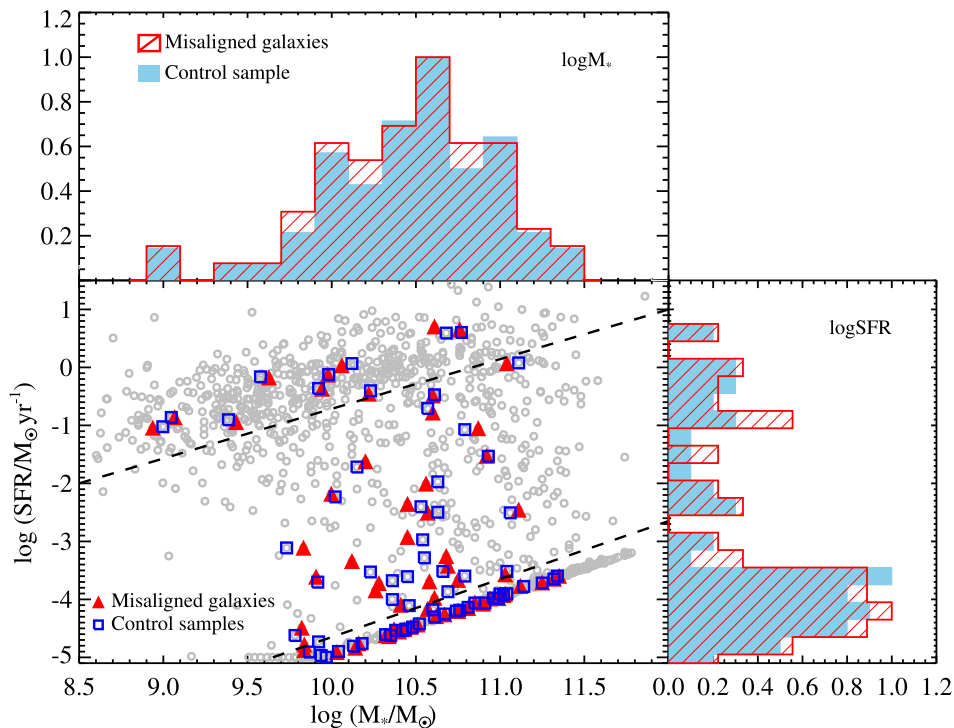 1.2
1.0
0.8
0.6
0.4
0.2
Misaligned galaxies
Control sample
logM*
1
0
-1
-2
-3
-4
-5
log (SFR/M☉yr-1)
Misaligned galaxies
Control samples
8.5 9.0 9.5 10.0 10.5 11.0 11.5
log (M*/M☉)
logSFR
0.0 0.2 0.4 0.6 0.8 1.0 1.2